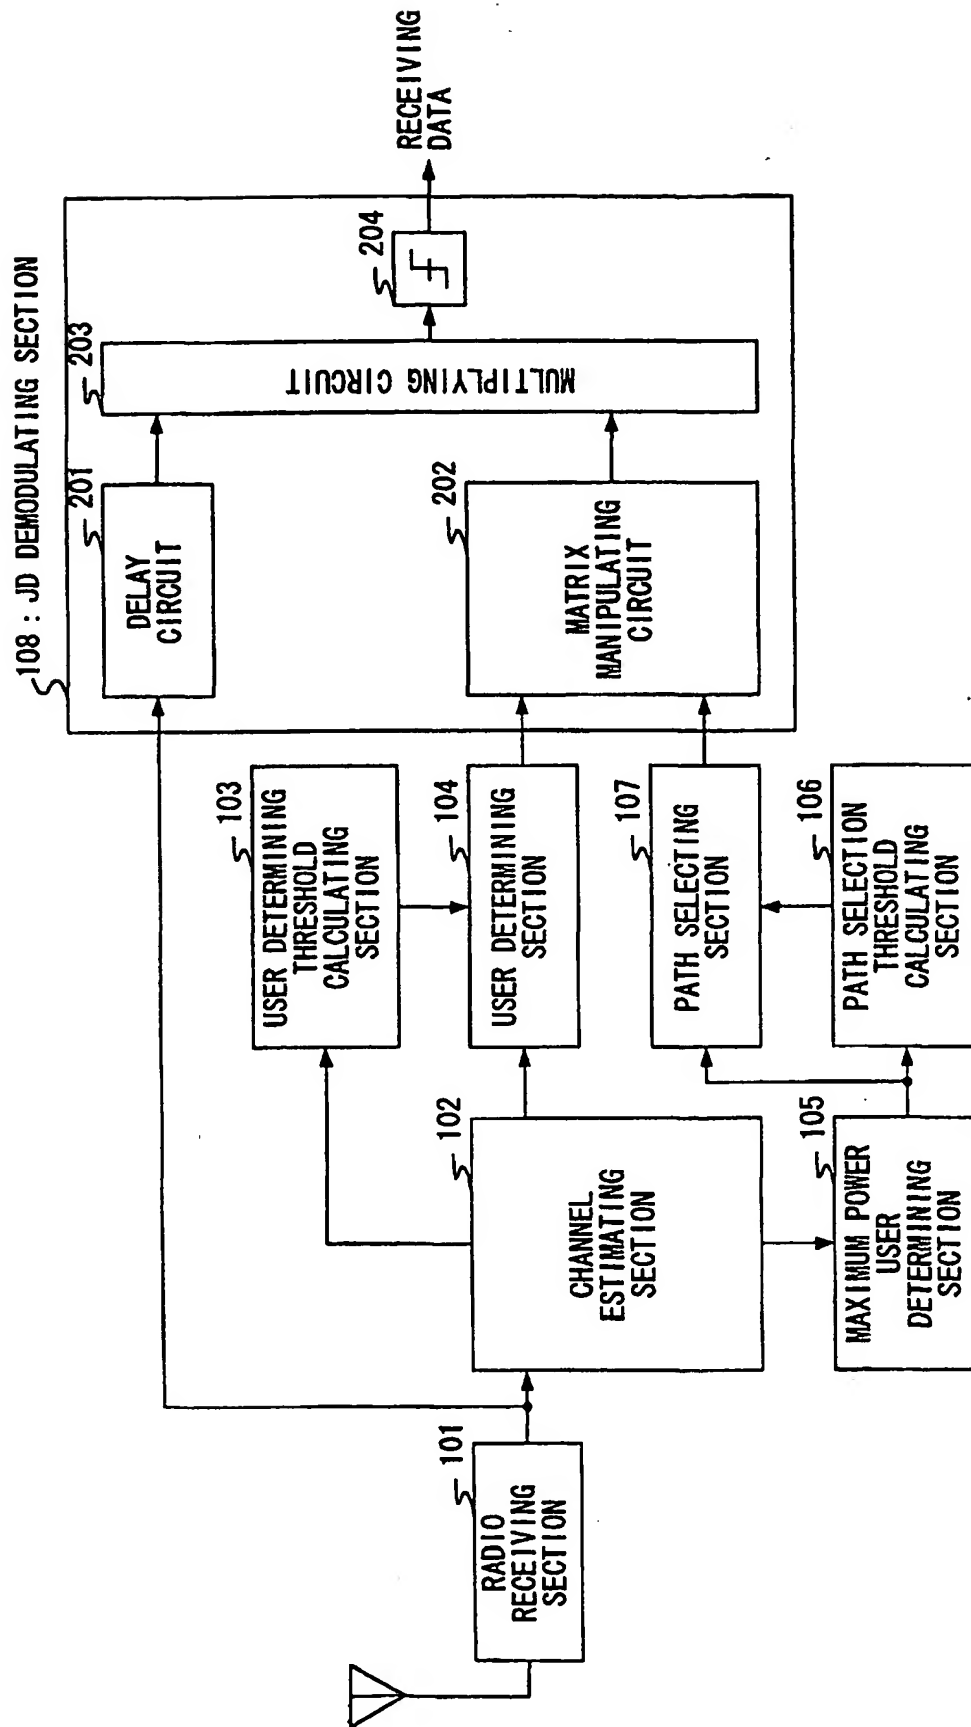 108 : JD DEMODULATING SECTION
201
DELAY
CIRCUIT
203
MULTIPLYING CIRCUIT
204
RECEIVING
DATA
202
MATRIX
MANIPULATING
CIRCUIT
103
USER DETERMINING
THRESHOLD
CALCULATING
SECTION
104
USER DETERMINING
SECTION
107
PATH SELECTING
SECTION
106
PATH SELECTION
THRESHOLD
CALCULATING
SECTION
102
CHANNEL
ESTIMATING
SECTION
105
MAXIMUM POWER
USER
DETERMINING
SECTION
101
RADIO
RECEIVING
SECTION